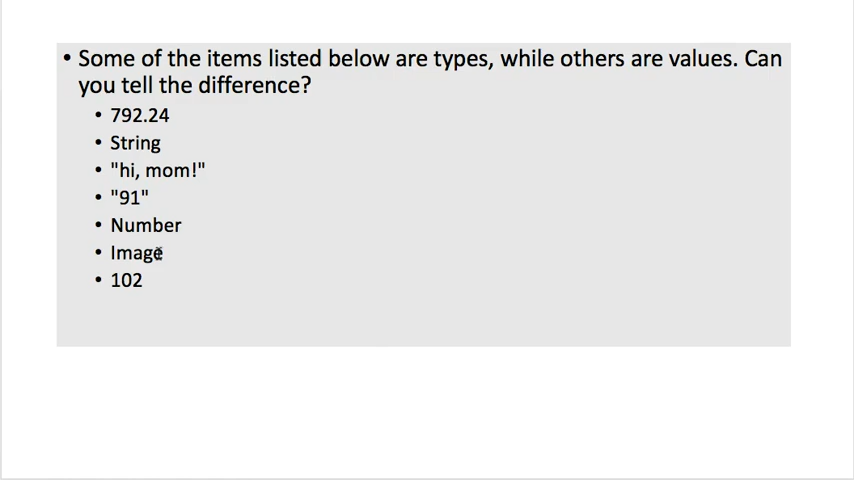 • Some of the items listed below are types, while others are values. Can
you tell the difference?
• 792.24
• String
• "hi, mom!"
• "91"
• Number
• Image
• 102